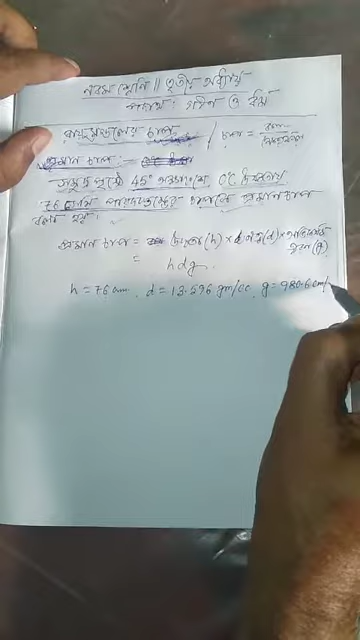 নবম শ্রেণি || তৃতীয় অধ্যায়
পদার্থ : গঠন ও ধর্ম
বায়ুমণ্ডলের চাপ / চাপ = বল / ক্ষেত্রফল
প্রমাণ চাপ :-
সমুদ্র পৃষ্ঠে 45° অক্ষাংশে, 0°C উষ্ণতায়
76 cm পারদস্তম্ভের চাপকে প্রমাণ চাপ
বলা হয়।
প্রমাণ চাপ = উচ্চতা (h) × ঘনত্ব (d) × অভিকর্ষজ ত্বরণ (g)
= hdg
h = 76 cm, d = 13.596 gm/cc, g = 980.6 cm/